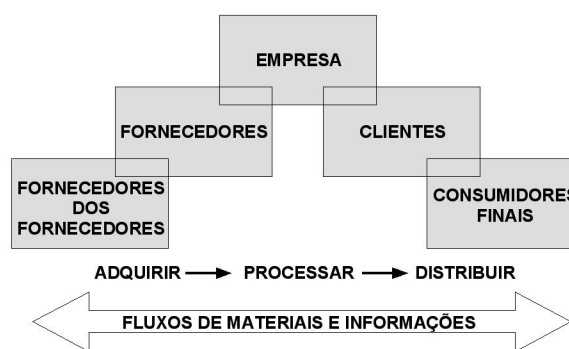 EMPRESA
FORNECEDORES
CLIENTES
FORNECEDORES
DOS
FORNECEDORES
CONSUMIDORES
FINAIS
ADQUIRIR
PROCESSAR
DISTRIBUIR
FLUXOS DE MATERIAIS E INFORMAÇÕES